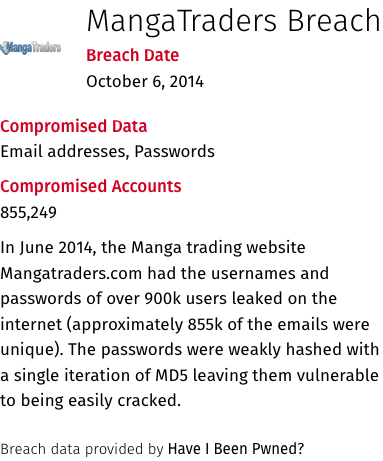 MangaTraders Breach
MangaTraders
Breach Date
October 6, 2014
Compromised Data
Email addresses, Passwords
Compromised Accounts
855,249
In June 2014, the Manga trading website
Mangatraders.com had the usernames and
passwords of over 900k users leaked on the
internet (approximately 855k of the emails were
unique). The passwords were weakly hashed with
a single iteration of MD5 leaving them vulnerable
to being easily cracked.
Breach data provided by Have I Been Pwned?